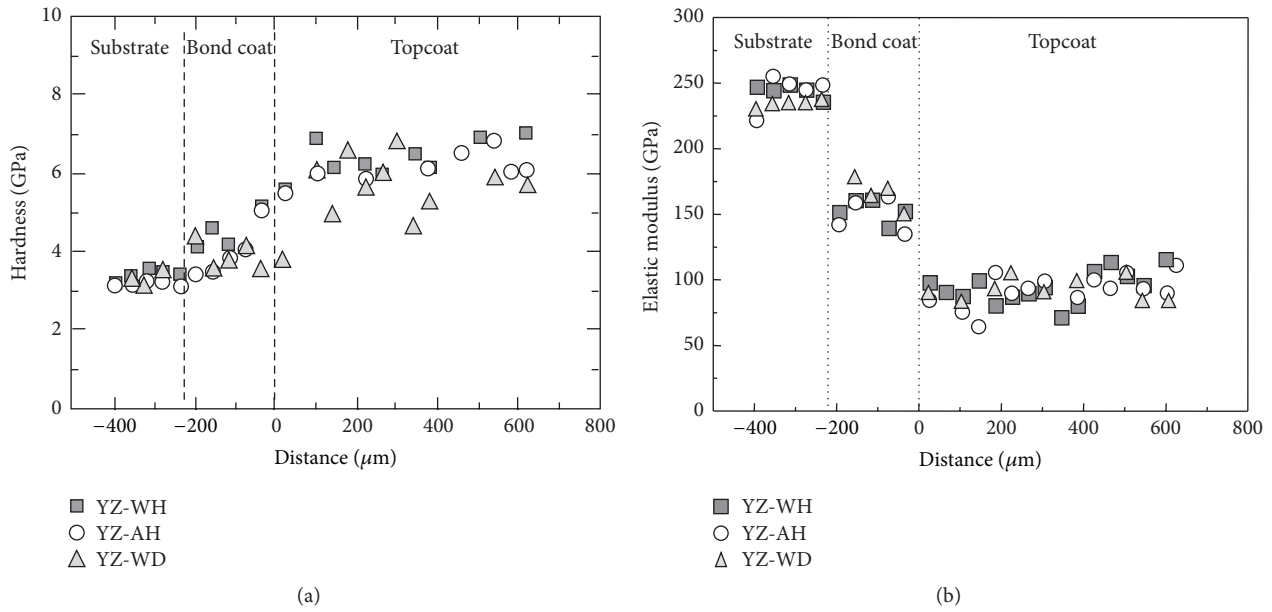 10
8
6
4
2
0
Hardness (GPa)
Substrate
Bond coat
Topcoat
−400
−200
0
200
400
600
800
Distance (μm)
YZ-WH
YZ-AH
YZ-WD
(a)
300
250
200
150
100
50
0
Elastic modulus (GPa)
Substrate
Bond coat
Topcoat
−400
−200
0
200
400
600
800
Distance (μm)
YZ-WH
YZ-AH
YZ-WD
(b)